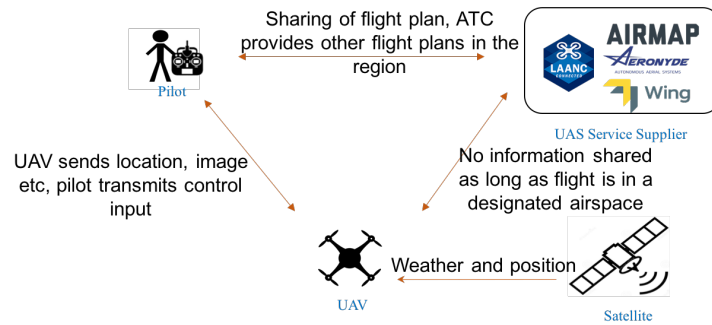 Sharing of flight plan, ATC
provides other flight plans in the
region
Pilot
LAANC
CONNECTED
AIRMAP
AERONYDE
AUTONOMOUS AERIAL SYSTEMS
Wing
UAS Service Supplier
UAV sends location, image
etc, pilot transmits control
input
No information shared
as long as flight is in a
designated airspace
Weather and position
UAV
Satellite